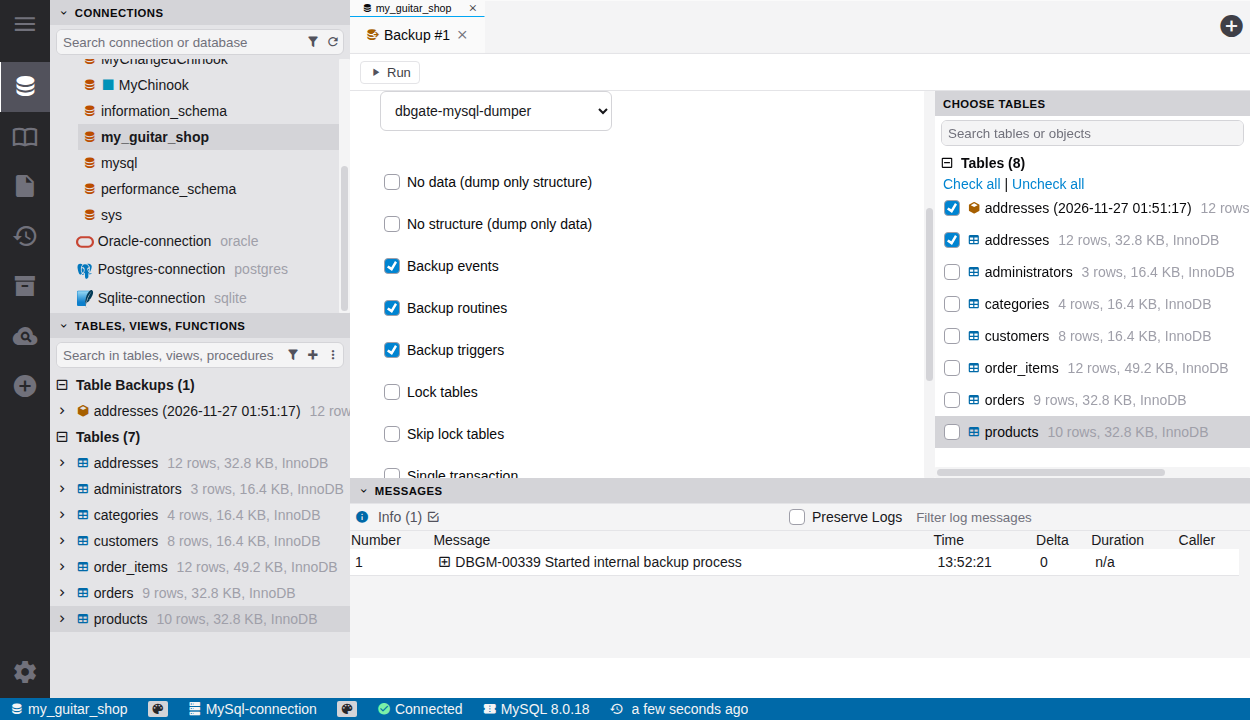 CONNECTIONS
Search connection or database
MyChangedChinook
MyChinook
information_schema
my_guitar_shop
mysql
performance_schema
sys
Oracle-connection oracle
Postgres-connection postgres
Sqlite-connection sqlite
TABLES, VIEWS, FUNCTIONS
Search in tables, views, procedures
Table Backups (1)
addresses (2026-11-27 01:51:17) 12 row
Tables (7)
addresses 12 rows, 32.8 KB, InnoDB
administrators 3 rows, 16.4 KB, InnoDB
categories 4 rows, 16.4 KB, InnoDB
customers 8 rows, 16.4 KB, InnoDB
order_items 12 rows, 49.2 KB, InnoDB
orders 9 rows, 32.8 KB, InnoDB
products 10 rows, 32.8 KB, InnoDB
my_guitar_shop
Backup #1
Run
dbgate-mysql-dumper
No data (dump only structure)
No structure (dump only data)
Backup events
Backup routines
Backup triggers
Lock tables
Skip lock tables
Single transaction
CHOOSE TABLES
Search tables or objects
Tables (8)
Check all | Uncheck all
addresses (2026-11-27 01:51:17) 12 rows
addresses 12 rows, 32.8 KB, InnoDB
administrators 3 rows, 16.4 KB, InnoDB
categories 4 rows, 16.4 KB, InnoDB
customers 8 rows, 16.4 KB, InnoDB
order_items 12 rows, 49.2 KB, InnoDB
orders 9 rows, 32.8 KB, InnoDB
products 10 rows, 32.8 KB, InnoDB
MESSAGES
Info (1) Preserve Logs Filter log messages
Number Message Time Delta Duration Caller
1 DBGM-00339 Started internal backup process 13:52:21 0 n/a
my_guitar_shop MySql-connection Connected MySQL 8.0.18 a few seconds ago